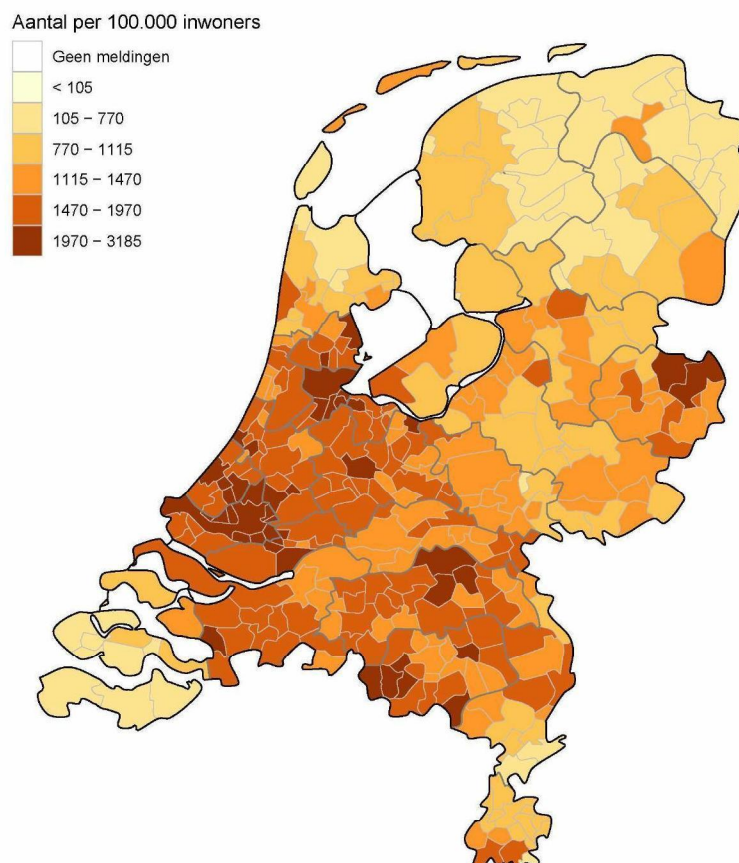 Aantal per 100.000 inwoners
Geen meldingen
< 105
105 – 770
770 – 1115
1115 – 1470
1470 – 1970
1970 – 3185